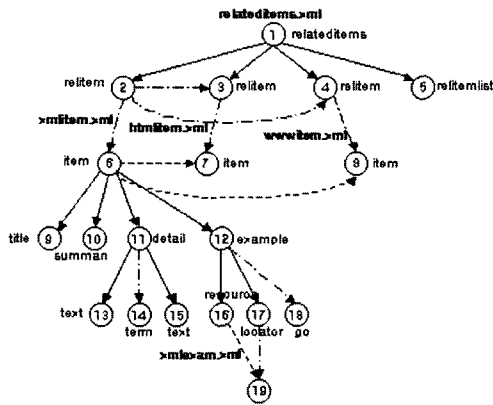 relateditems.xml
1 relateditems
relitem 2 3 relitem 4 relitem 5 relitemlist
xmlitem.xml htmlitem.xml wwwitem.xml
item 6 7 item 8 item
title 9 10 11 detail 12 example
summan
resource
text 13 14 15 16 17 18
term text locator go
xmlexam.xml
19